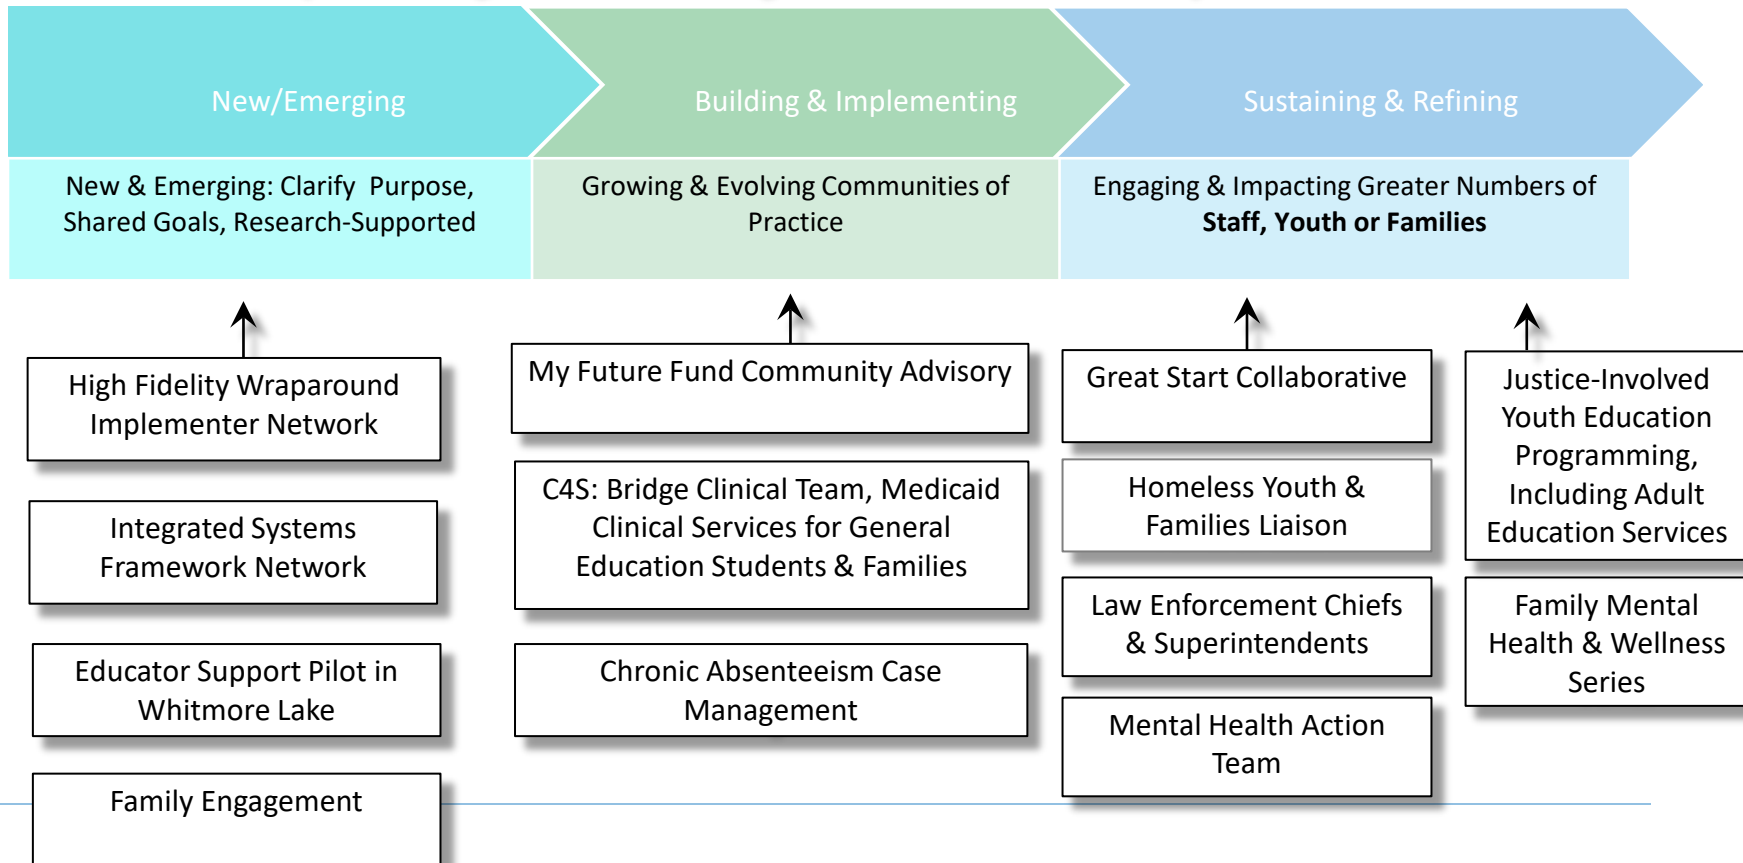 New/Emerging
Building & Implementing
Sustaining & Refining
New & Emerging: Clarify Purpose,
Shared Goals, Research-Supported
Growing & Evolving Communities of
Practice
Engaging & Impacting Greater Numbers of
Staff, Youth or Families
High Fidelity Wraparound
Implementer Network
Integrated Systems
Framework Network
Educator Support Pilot in
Whitmore Lake
Family Engagement
My Future Fund Community Advisory
C4S: Bridge Clinical Team, Medicaid
Clinical Services for General
Education Students & Families
Chronic Absenteeism Case
Management
Great Start Collaborative
Homeless Youth &
Families Liaison
Law Enforcement Chiefs
& Superintendents
Mental Health Action
Team
Justice-Involved
Youth Education
Programming,
Including Adult
Education Services
Family Mental
Health & Wellness
Series